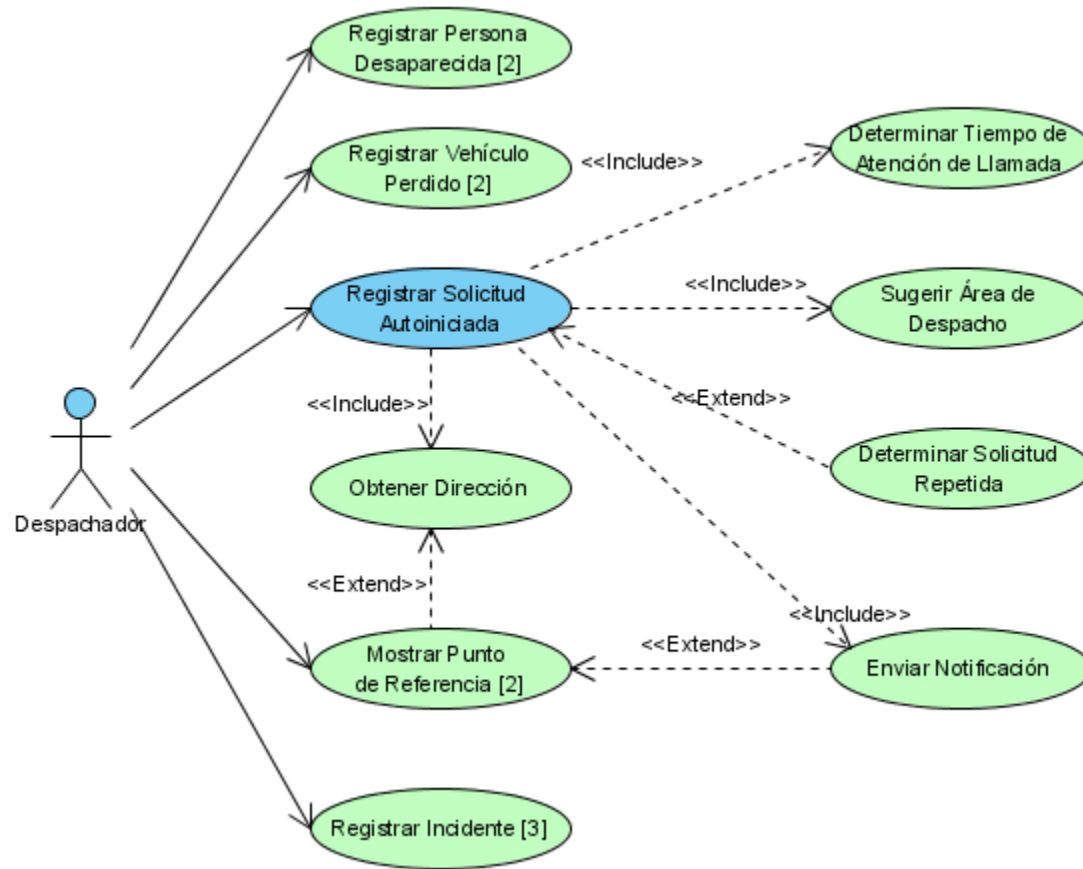 Registrar Persona
Desaparecida [2]
Registrar Vehículo
Perdido [2]
<<Include>>
Determinar Tiempo de
Atención de Llamada
Registrar Solicitud
Autoiniciada
<<Include>>
Sugerir Área de
Despacho
<<Include>>
<<Extend>>
Determinar Solicitud
Repetida
Obtener Dirección
Despachador
<<Extend>>
<<Include>>
Mostrar Punto
de Referencia [2]
<<Extend>>
Enviar Notificación
Registrar Incidente [3]